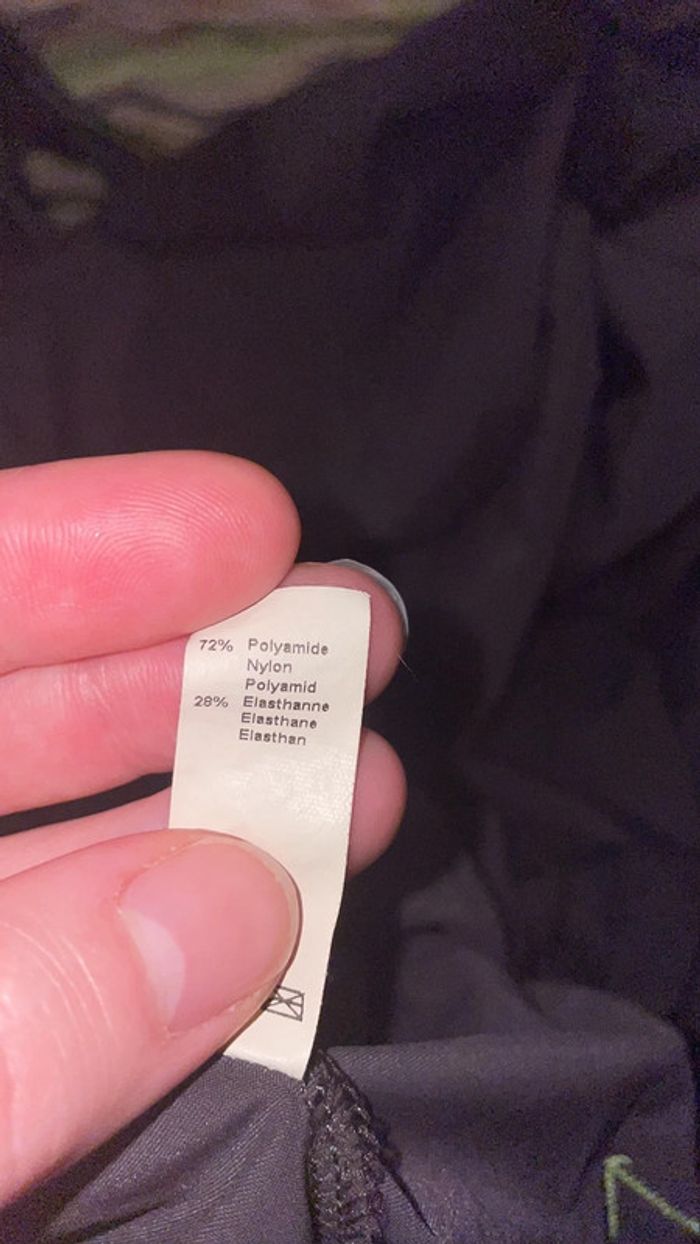 72% Polyamide
Nylon
Polyamid
28% Elasthanne
Elasthane
Elasthan